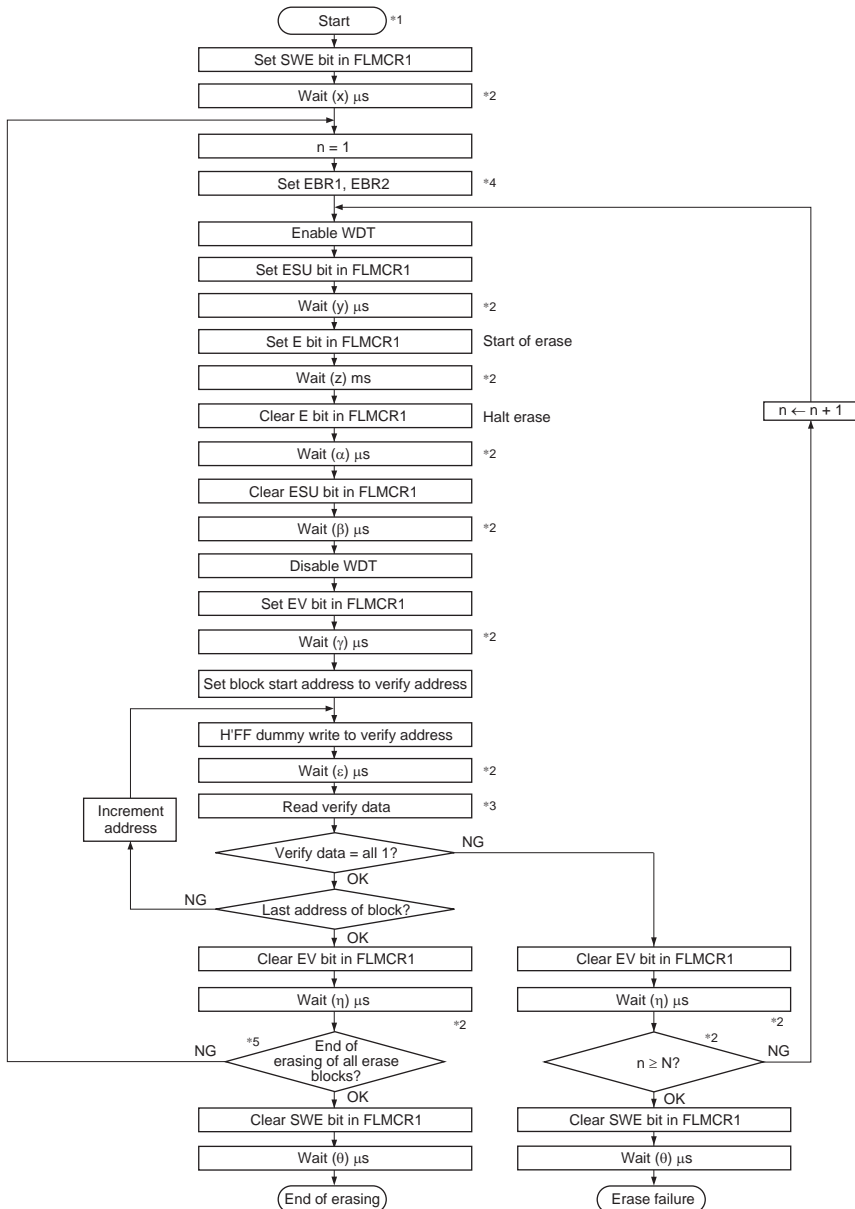 Start *1
Set SWE bit in FLMCR1
Wait (x) μs *2
n = 1
Set EBR1, EBR2 *4
Enable WDT
Set ESU bit in FLMCR1
Wait (y) μs *2
Set E bit in FLMCR1 Start of erase
Wait (z) ms *2
Clear E bit in FLMCR1 Halt erase
n ← n + 1
Wait (α) μs *2
Clear ESU bit in FLMCR1
Wait (β) μs *2
Disable WDT
Set EV bit in FLMCR1
Wait (γ) μs *2
Set block start address to verify address
H'FF dummy write to verify address
Wait (ε) μs *2
Read verify data *3
Increment
address
Verify data = all 1? NG
OK
NG Last address of block?
OK
Clear EV bit in FLMCR1
Wait (η) μs
*2
NG *5
End of
erasing of all erase
blocks?
OK
Clear SWE bit in FLMCR1
Wait (θ) μs
End of erasing
Clear EV bit in FLMCR1
Wait (η) μs
*2
*2
n ≥ N? NG
OK
Clear SWE bit in FLMCR1
Wait (θ) μs
Erase failure